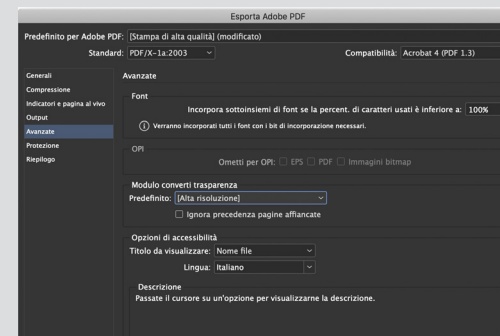 Esporta Adobe PDF
Predefinito per Adobe PDF: [Stampa di alta qualità] (modificato)
Standard: PDF/X-1a:2003 Compatibilità: Acrobat 4 (PDF 1.3)
Generali
Compressione
Indicatori e pagina al vivo
Output
Avanzate
Protezione
Riepilogo
Avanzate
Font
Incorpora sottoinsiemi di font se la percent. di caratteri usati è inferiore a: 100%
Verranno incorporati tutti i font con i bit di incorporazione necessari.
OPI
Ometti per OPI: EPS PDF Immagini bitmap
Modulo converti trasparenza
Predefinito: [Alta risoluzione]
Ignora precedenza pagine affiancate
Opzioni di accessibilità
Titolo da visualizzare: Nome file
Lingua: Italiano
Descrizione
Passate il cursore su un'opzione per visualizzarne la descrizione.